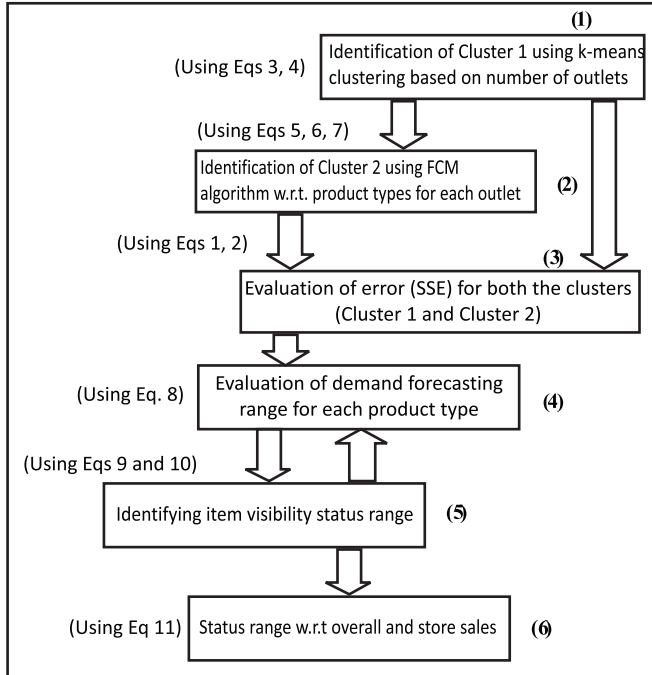 (1)
(Using Eqs 3, 4)
Identification of Cluster 1 using k-means
clustering based on number of outlets
(Using Eqs 5, 6, 7)
Identification of Cluster 2 using FCM
algorithm w.r.t. product types for each outlet
(2)
(Using Eqs 1, 2)
(3)
Evaluation of error (SSE) for both the clusters
(Cluster 1 and Cluster 2)
(Using Eq. 8)
Evaluation of demand forecasting
range for each product type
(4)
(Using Eqs 9 and 10)
Identifying item visibility status range
(5)
(Using Eq 11)
Status range w.r.t overall and store sales
(6)